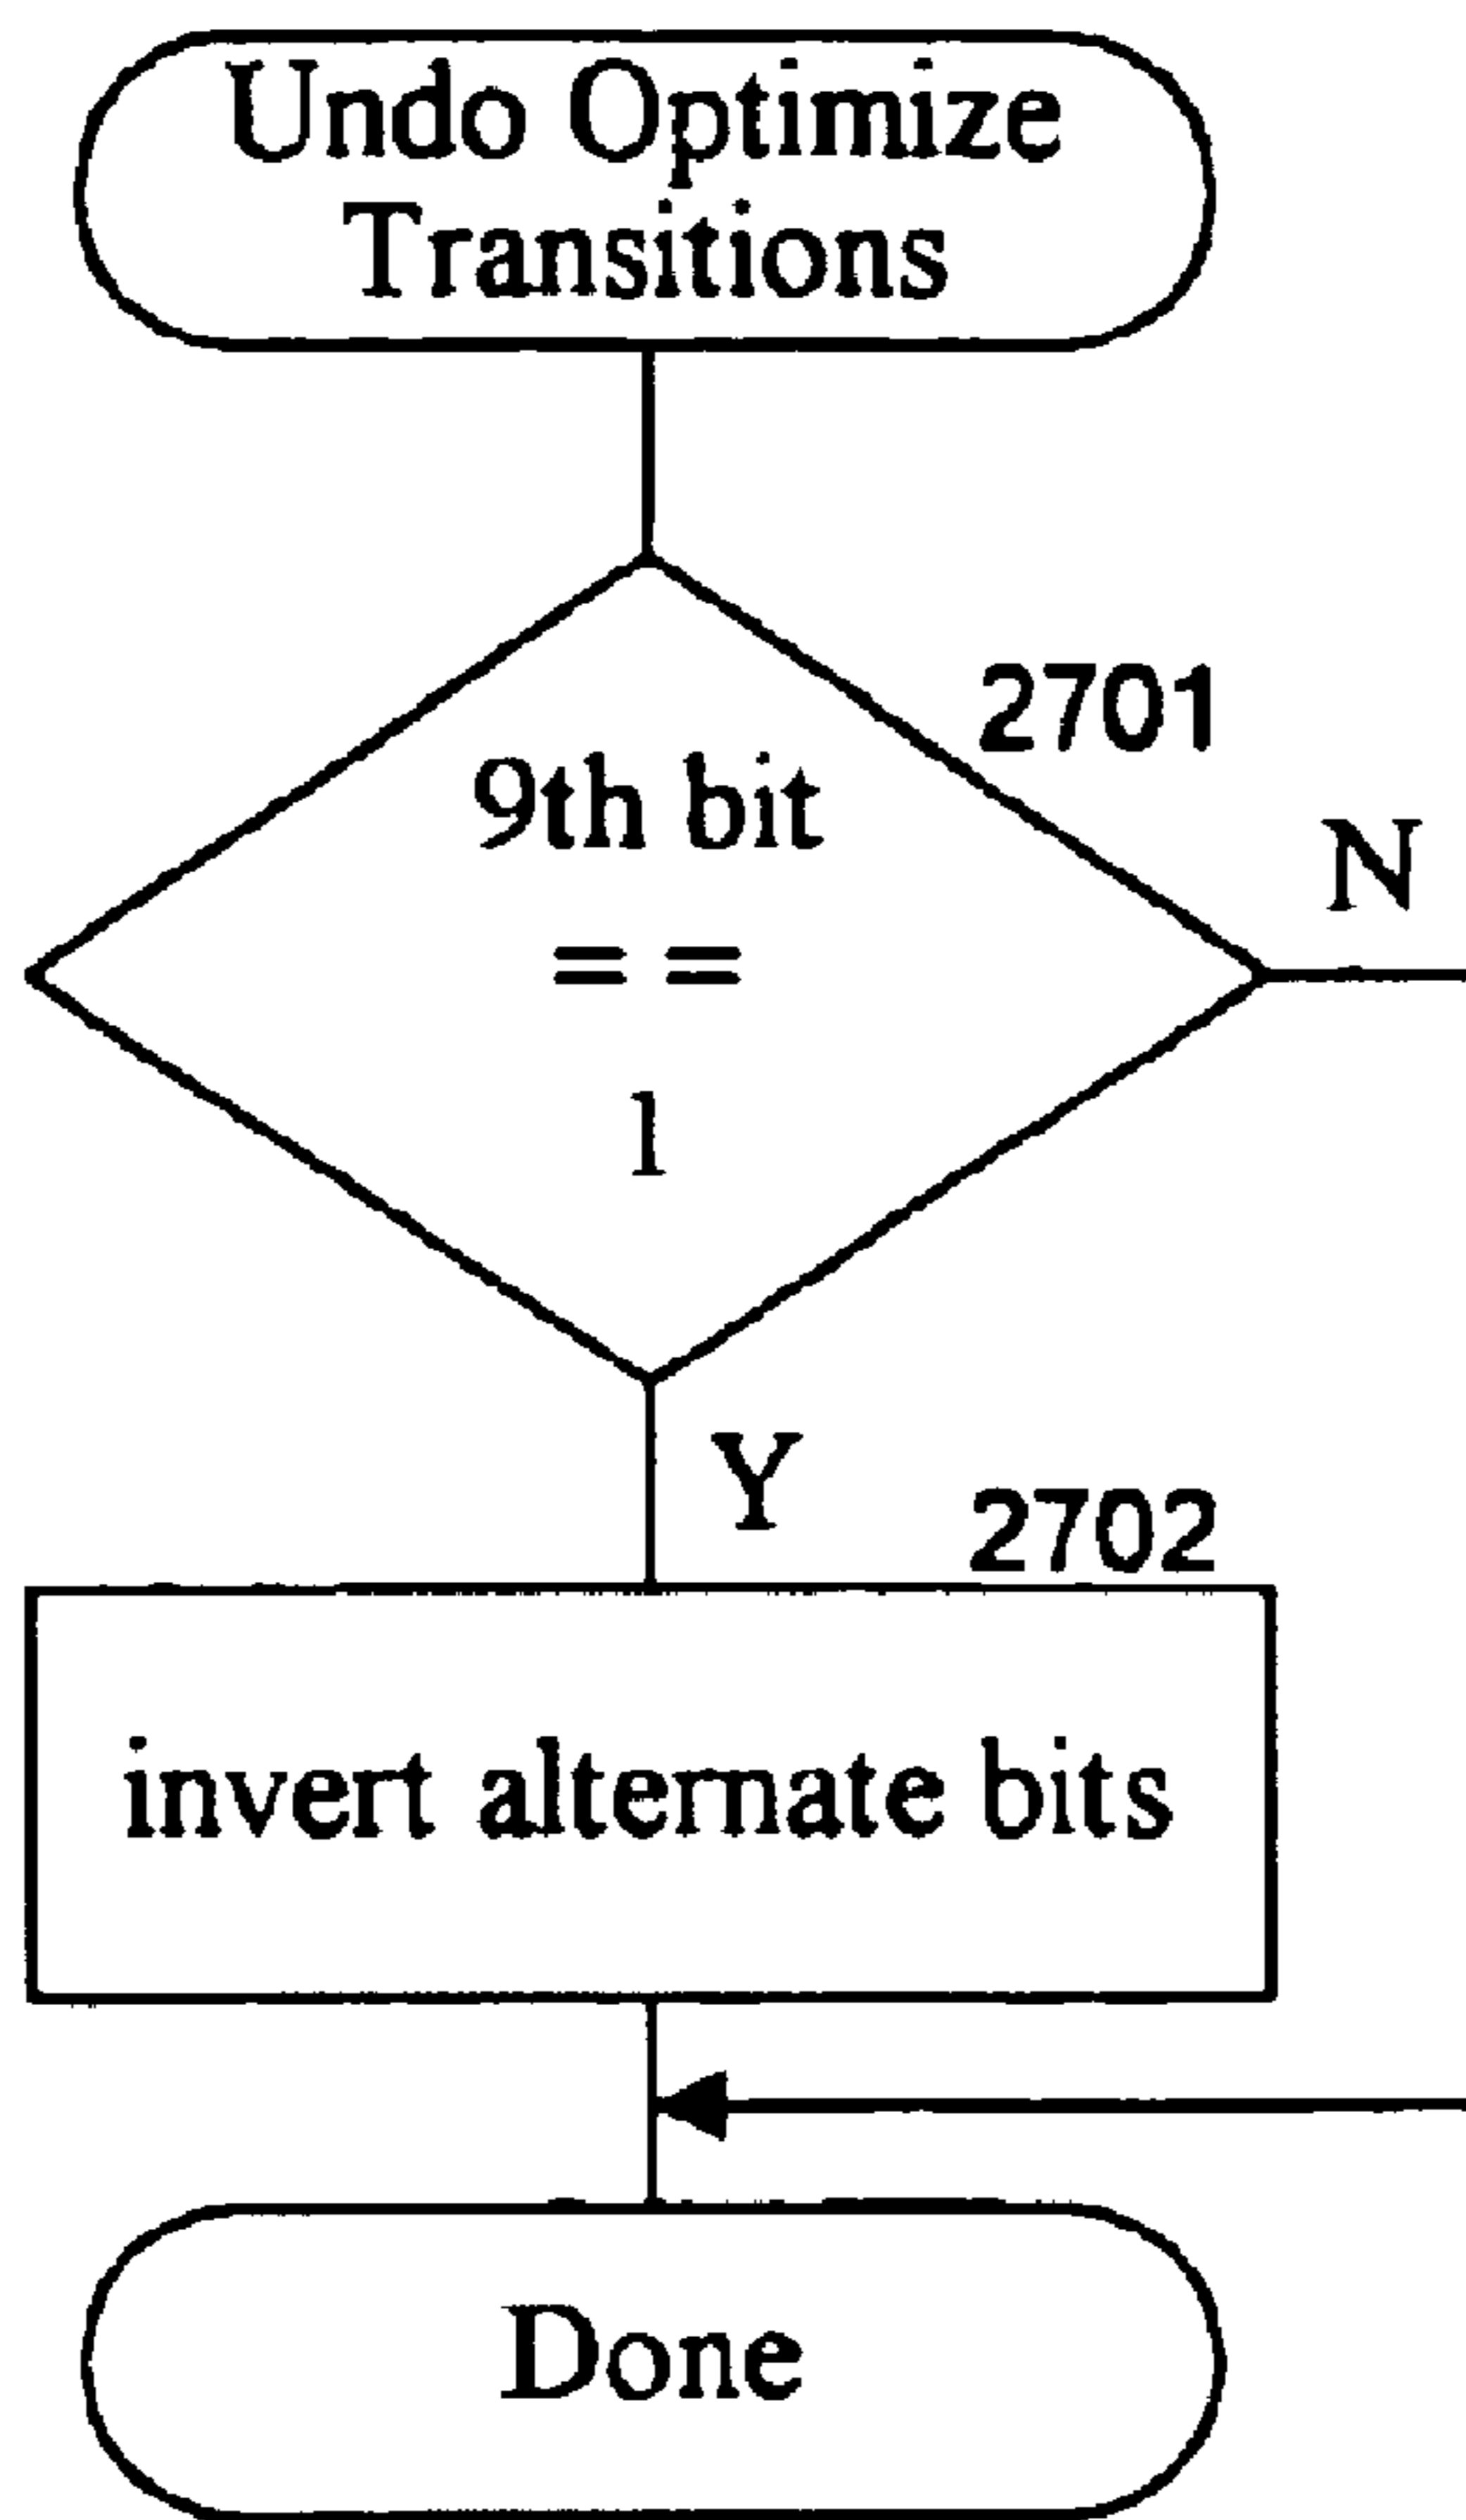 Undo Optimize
Transitions
2701
9th bit
= =
1
N
Y
2702
invert alternate bits
Done